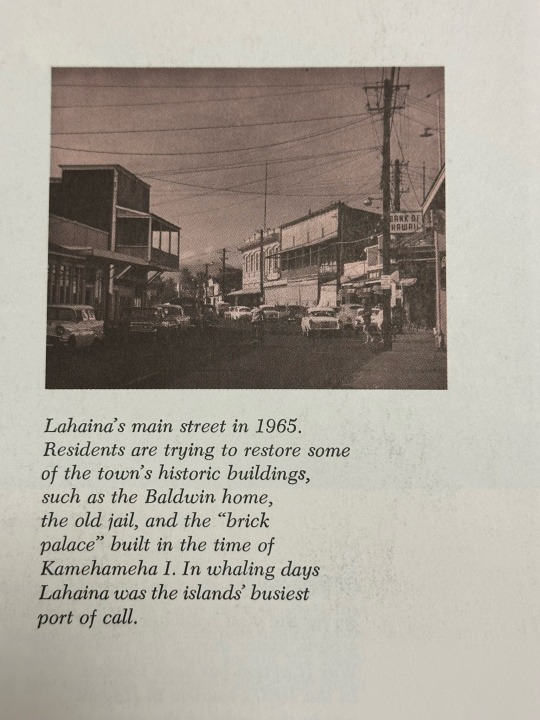 BANK OF
HAWAII
Lahaina's main street in 1965.
Residents are trying to restore some
of the town's historic buildings,
such as the Baldwin home,
the old jail, and the “brick
palace” built in the time of
Kamehameha I. In whaling days
Lahaina was the islands' busiest
port of call.